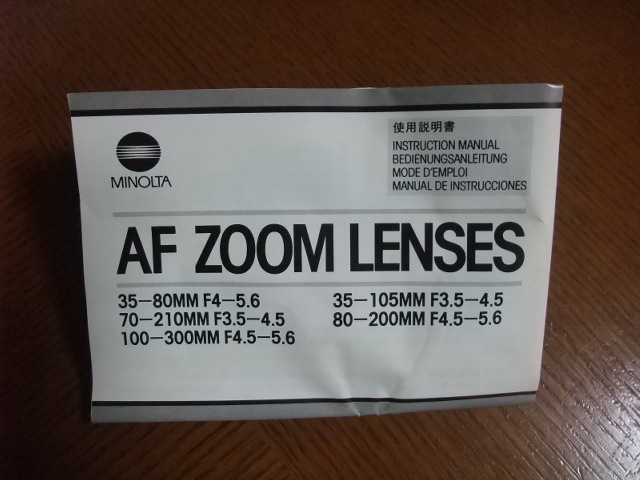 MINOLTA
使用説明書
INSTRUCTION MANUAL
BEDIENUNGSANLEITUNG
MODE D'EMPLOI
MANUAL DE INSTRUCCIONES
AF ZOOM LENSES
35—80MM F4—5.6
35—105MM F3.5—4.5
70—210MM F3.5—4.5
80—200MM F4.5—5.6
100—300MM F4.5—5.6